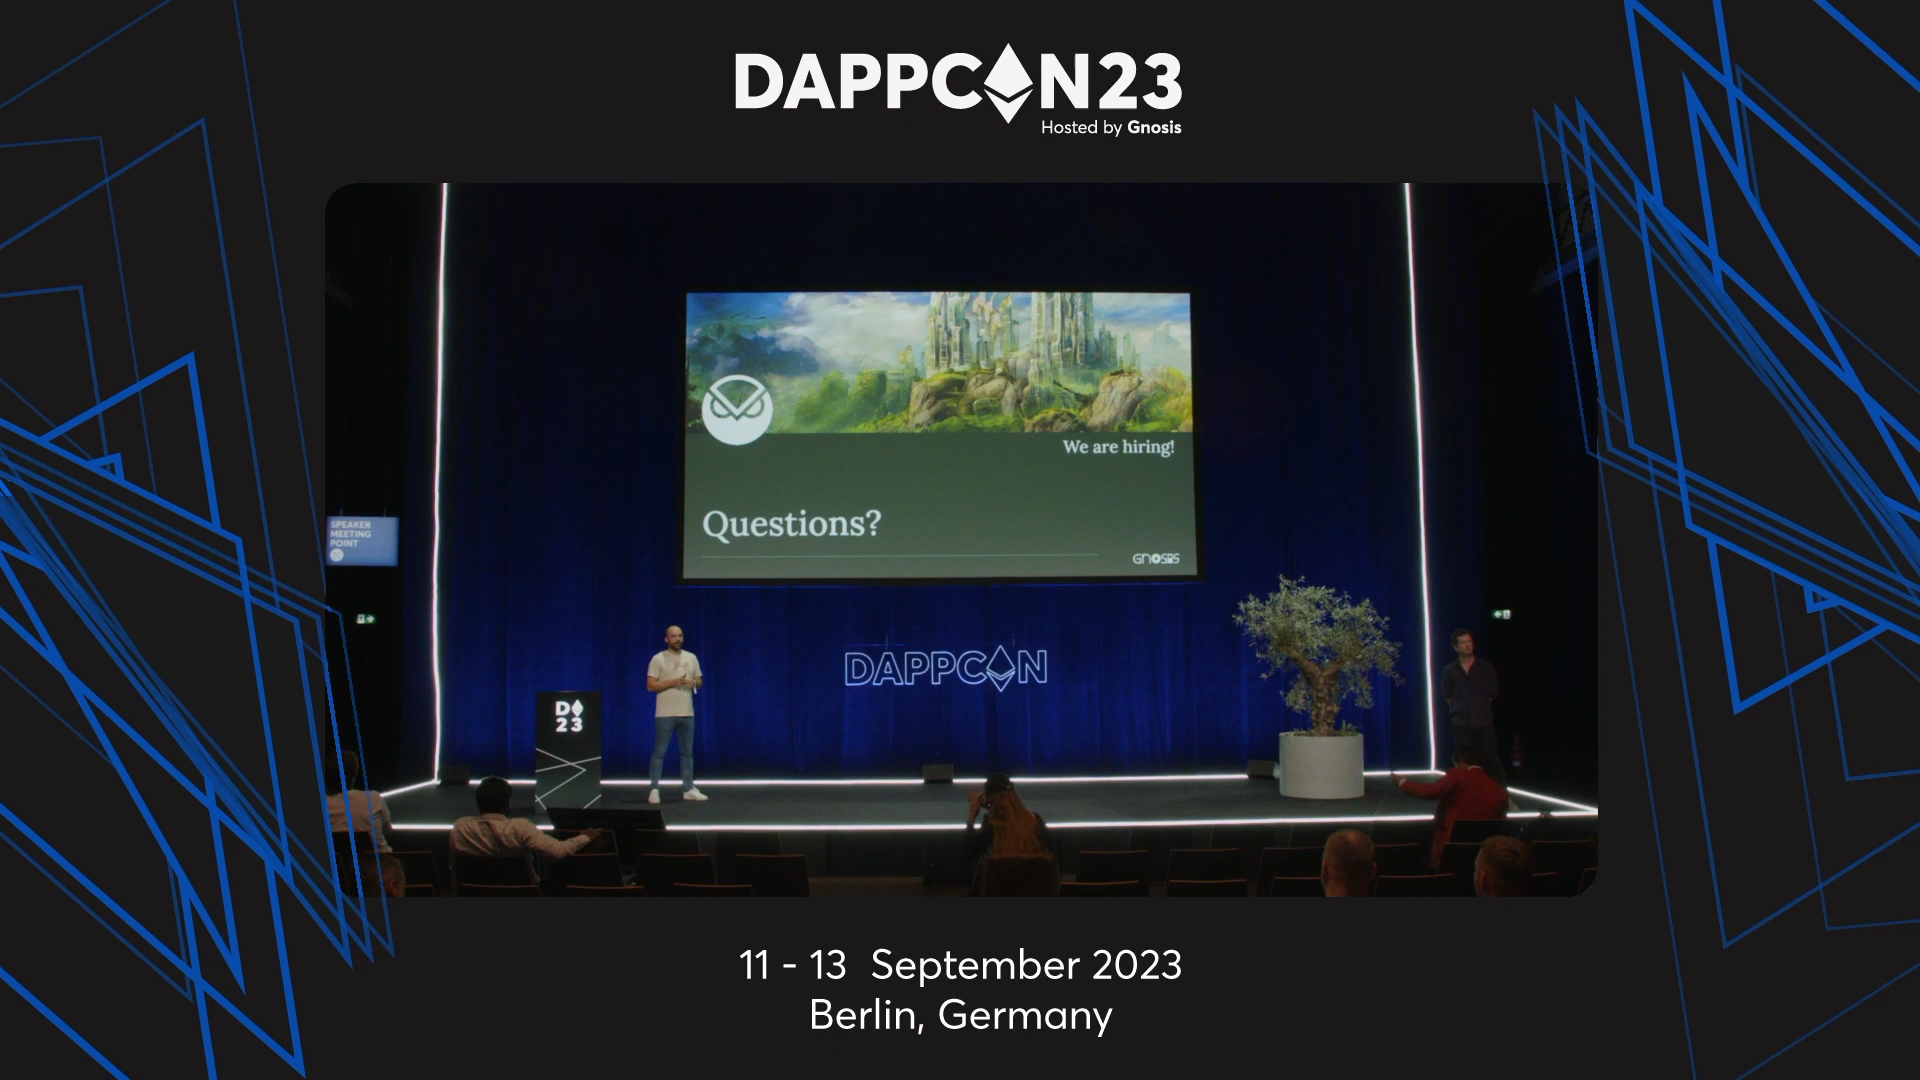 DAPPCON23
Hosted by Gnosis
We are hiring!
Questions?
GNOSIS
SPEAKER
MEETING
POINT
DAPPCON
D
23
11 - 13 September 2023
Berlin, Germany